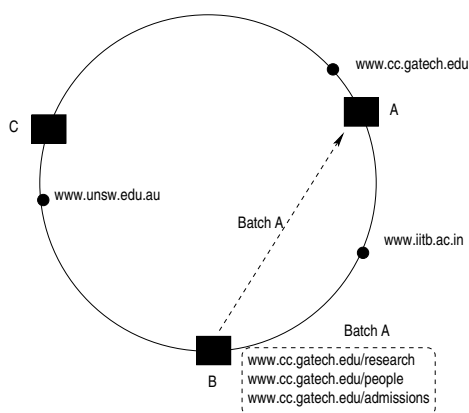 www.cc.gatech.edu
A
C
www.unsw.edu.au
Batch A
www.iitb.ac.in
Batch A
B
www.cc.gatech.edu/research
www.cc.gatech.edu/people
www.cc.gatech.edu/admissions